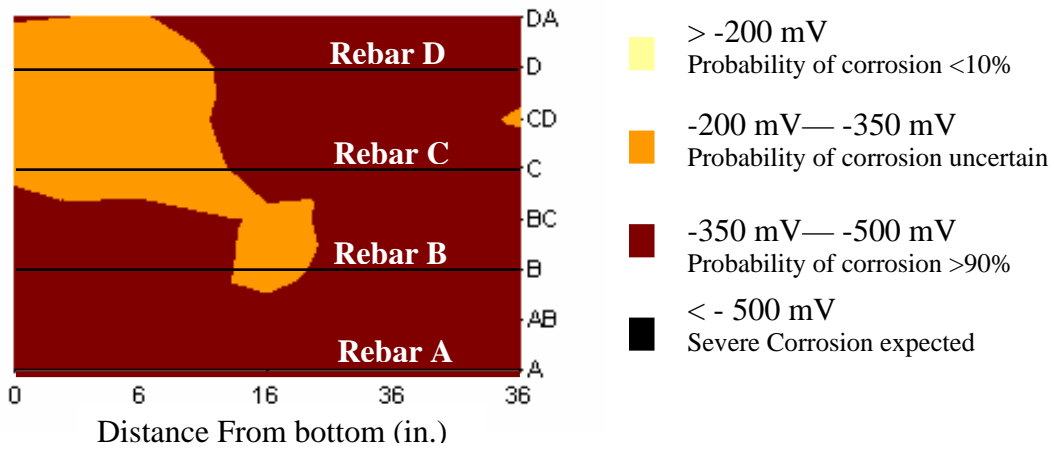 DA
Rebar D
D
CD
Rebar C
C
BC
Rebar B
B
AB
Rebar A
A
0 6 16 36 36
Distance From bottom (in.)
> -200 mV
Probability of corrosion <10%
-200 mV— -350 mV
Probability of corrosion uncertain
-350 mV— -500 mV
Probability of corrosion >90%
< - 500 mV
Severe Corrosion expected